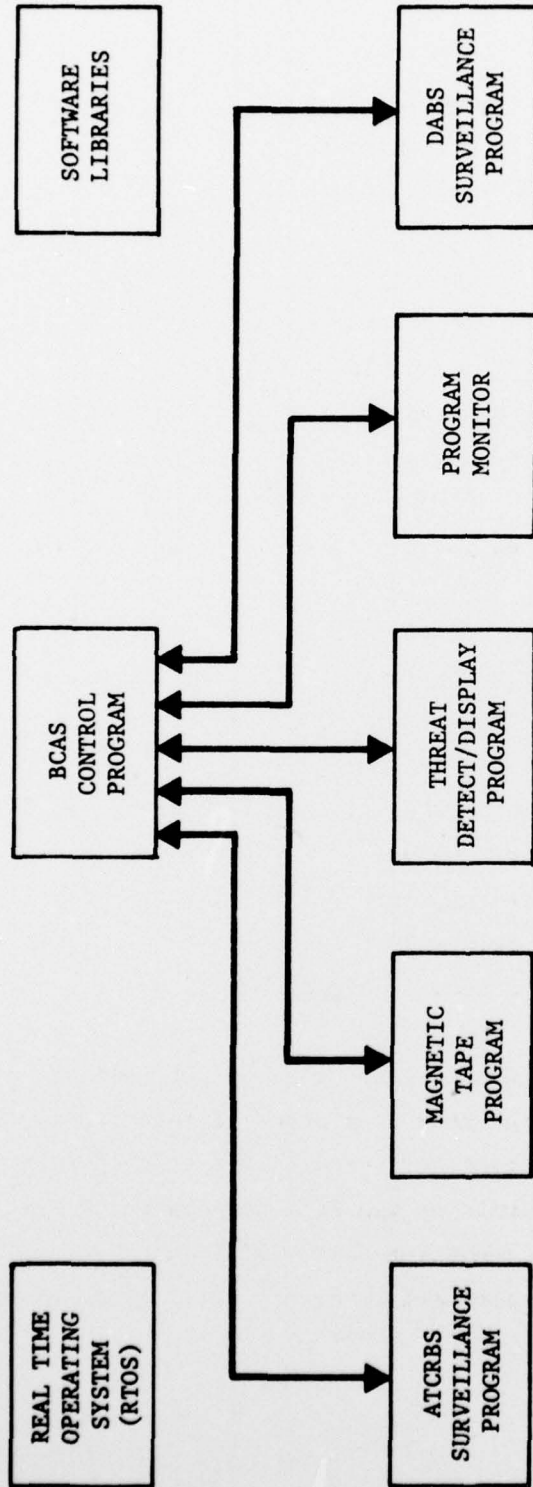 REAL TIME
OPERATING
SYSTEM
(RTOS)
BCAS
CONTROL
PROGRAM
SOFTWARE
LIBRARIES
ATCRBS
SURVEILLANCE
PROGRAM
MAGNETIC
TAPE
PROGRAM
THREAT
DETECT/DISPLAY
PROGRAM
PROGRAM
MONITOR
DABS
SURVEILLANCE
PROGRAM